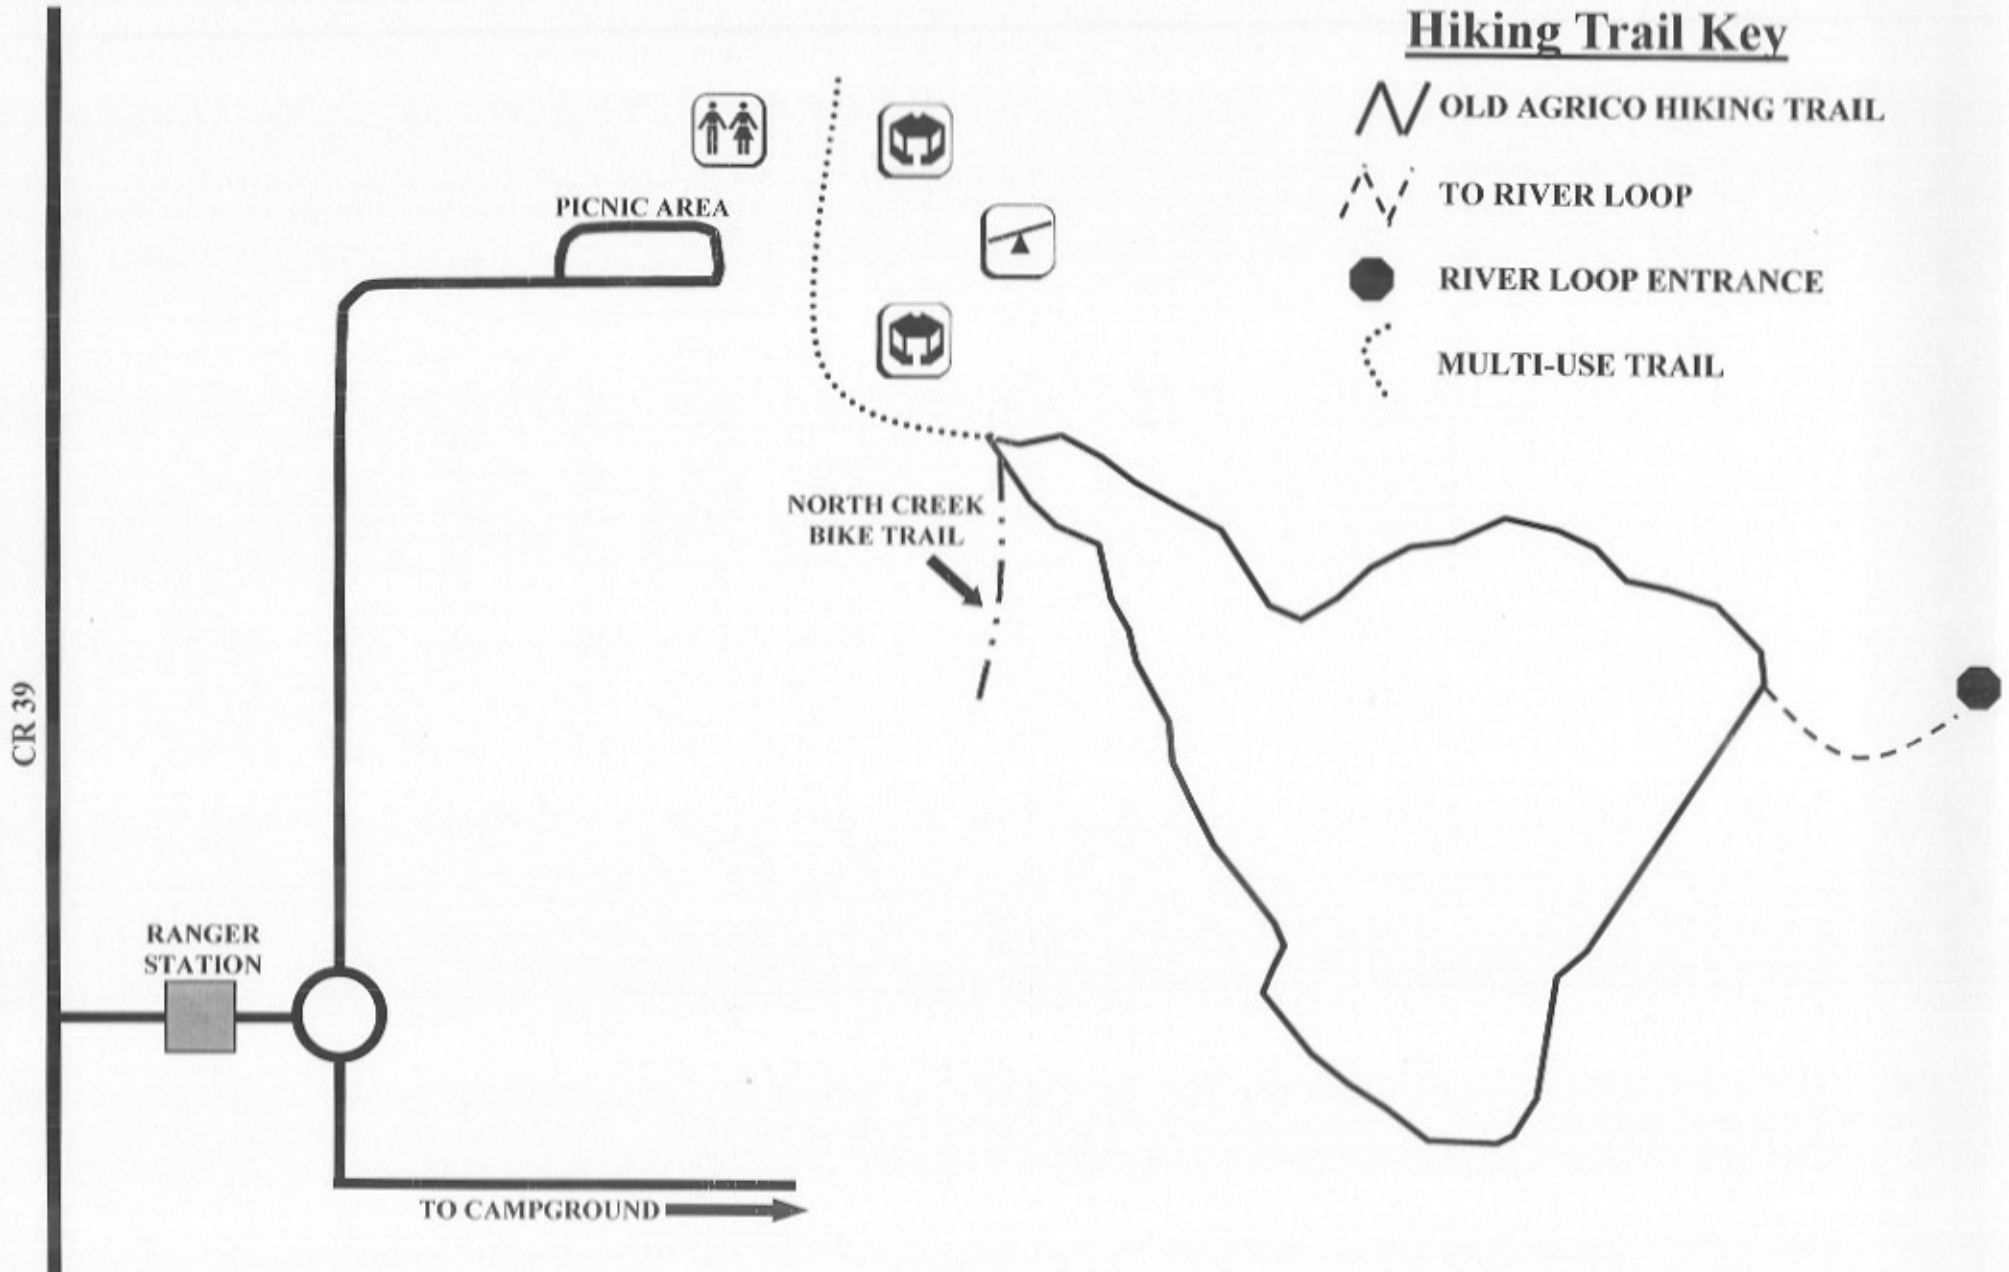 Hiking Trail Key
OLD AGRICO HIKING TRAIL
TO RIVER LOOP
RIVER LOOP ENTRANCE
MULTI-USE TRAIL
PICNIC AREA
NORTH CREEK
BIKE TRAIL
CR 39
RANGER
STATION
TO CAMPGROUND